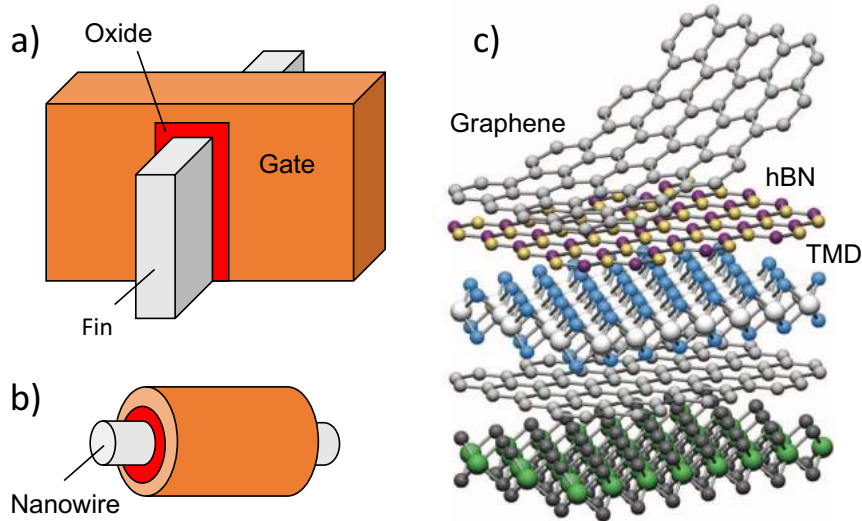 a)
Oxide
Gate
Fin
b)
Nanowire
c)
Graphene
hBN
TMD